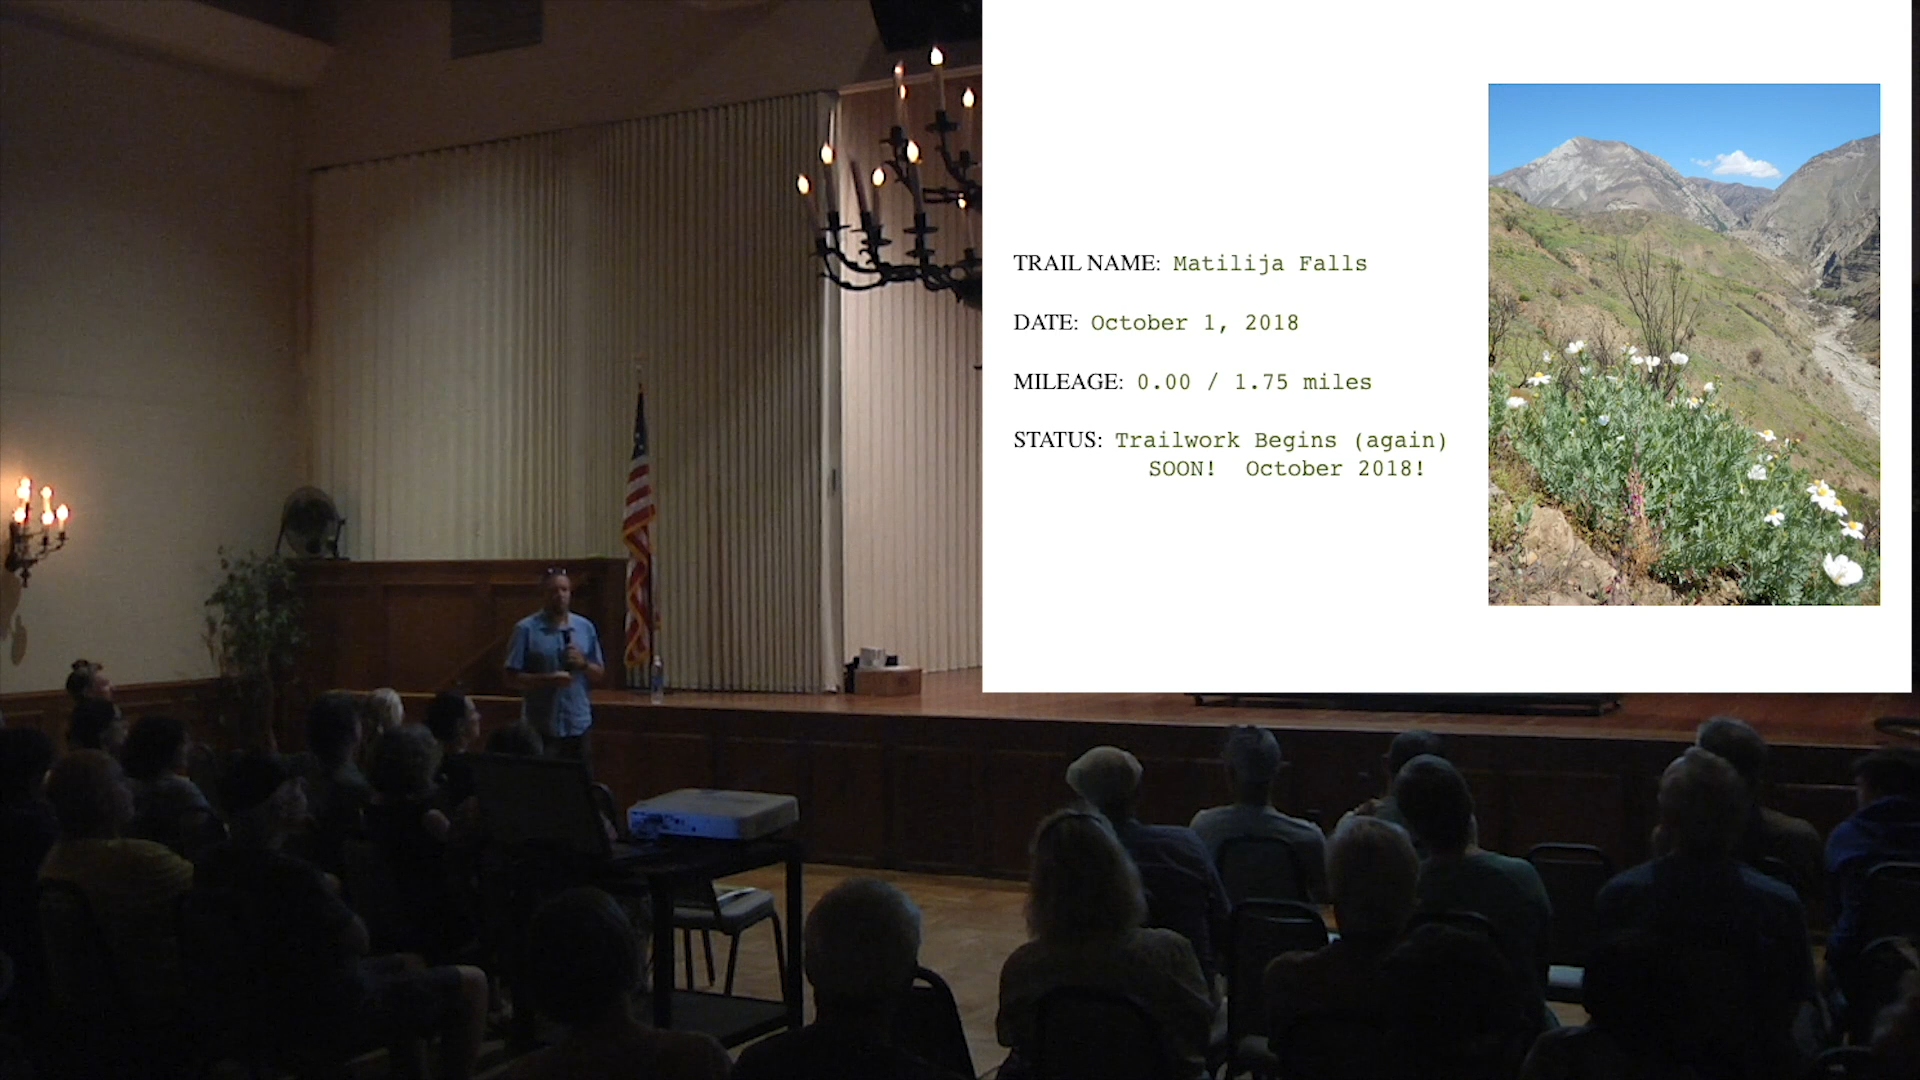 TRAIL NAME: Matilija Falls
DATE: October 1, 2018
MILEAGE: 0.00 / 1.75 miles
STATUS: Trailwork Begins (again)
SOON!  October 2018!